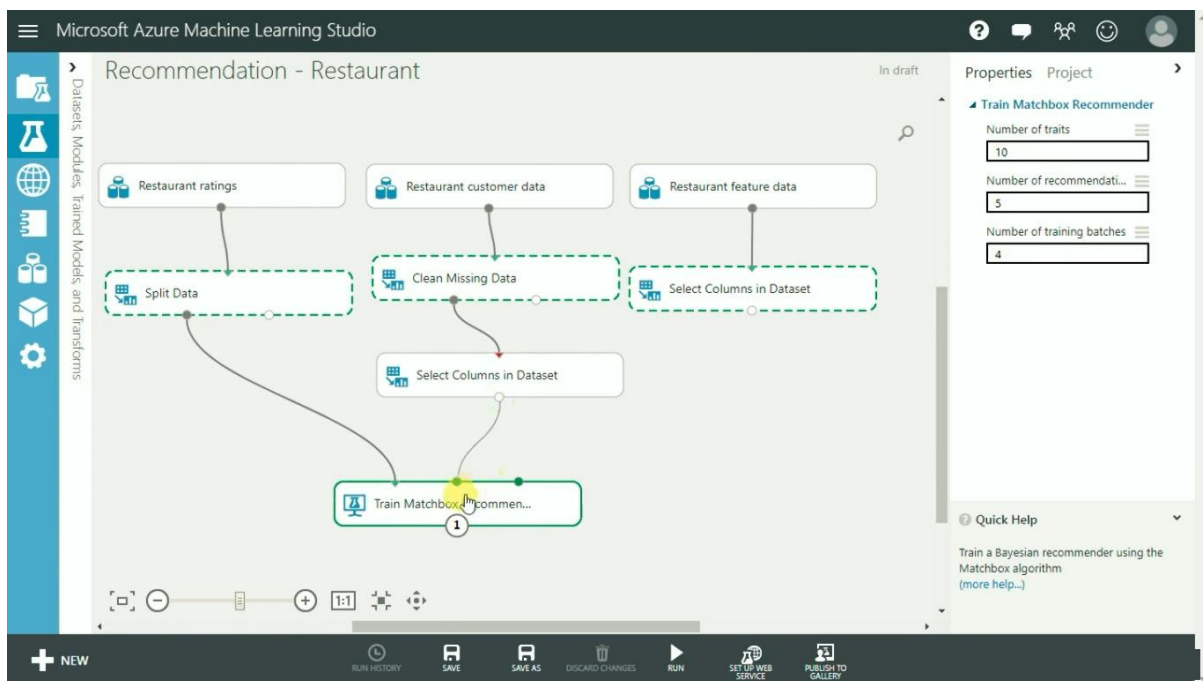 Microsoft Azure Machine Learning Studio
Datasets, Modules, Trained Models, and Transforms
Recommendation - Restaurant
In draft
Restaurant ratings
Restaurant customer data
Restaurant feature data
Split Data
Clean Missing Data
Select Columns in Dataset
Select Columns in Dataset
Train Matchbox Recommen...
1
1:1
Properties Project
Train Matchbox Recommender
Number of traits
10
Number of recommendati...
5
Number of training batches
4
Quick Help
Train a Bayesian recommender using the
Matchbox algorithm
(more help...)
NEW
RUN HISTORY
SAVE
SAVE AS
DISCARD CHANGES
RUN
SET UP WEB
SERVICE
PUBLISH TO
GALLERY